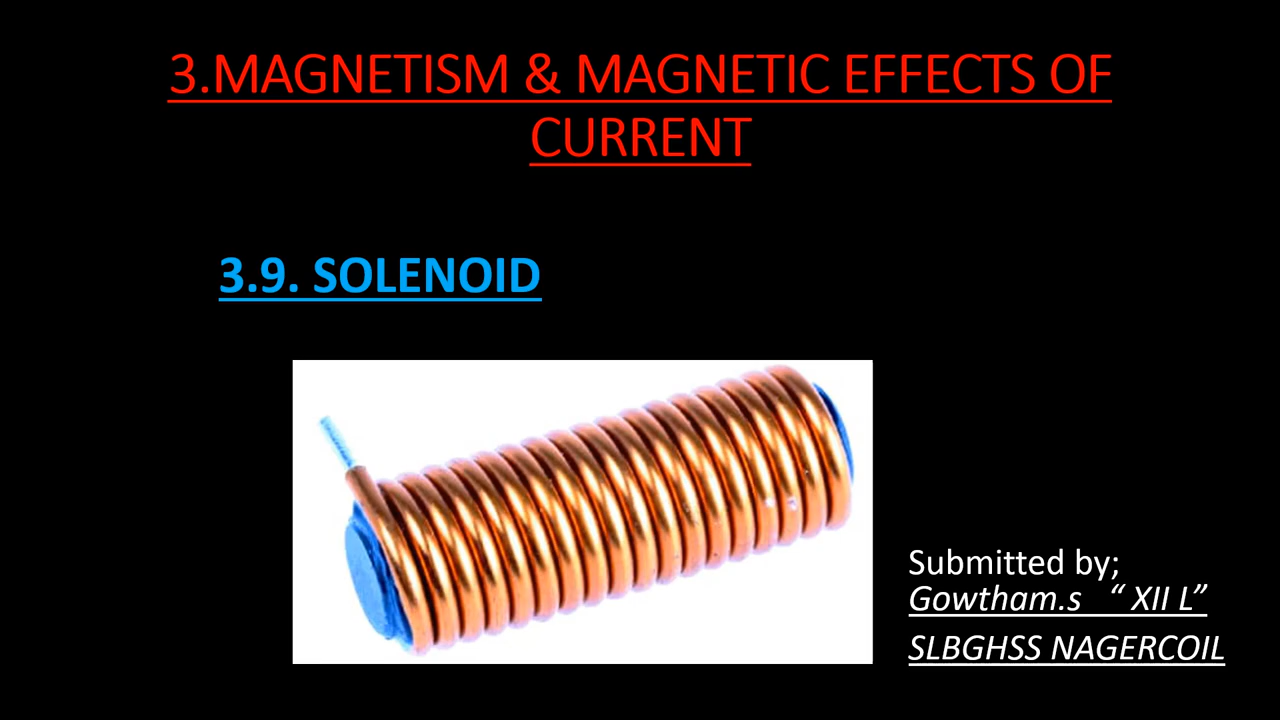 3.MAGNETISM & MAGNETIC EFFECTS OF
CURRENT
3.9. SOLENOID
Submitted by;
Gowtham.s “ XII L”
SLBGHSS NAGERCOIL